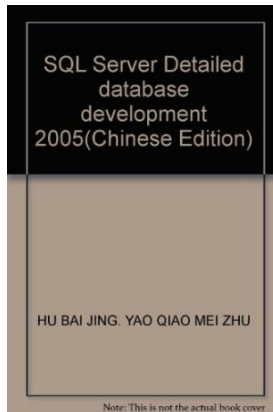 SQL Server Detailed
database
development
2005(Chinese Edition)
HU BAI JING. YAO QIAO MEI ZHU
Note: This is not the actual book cover